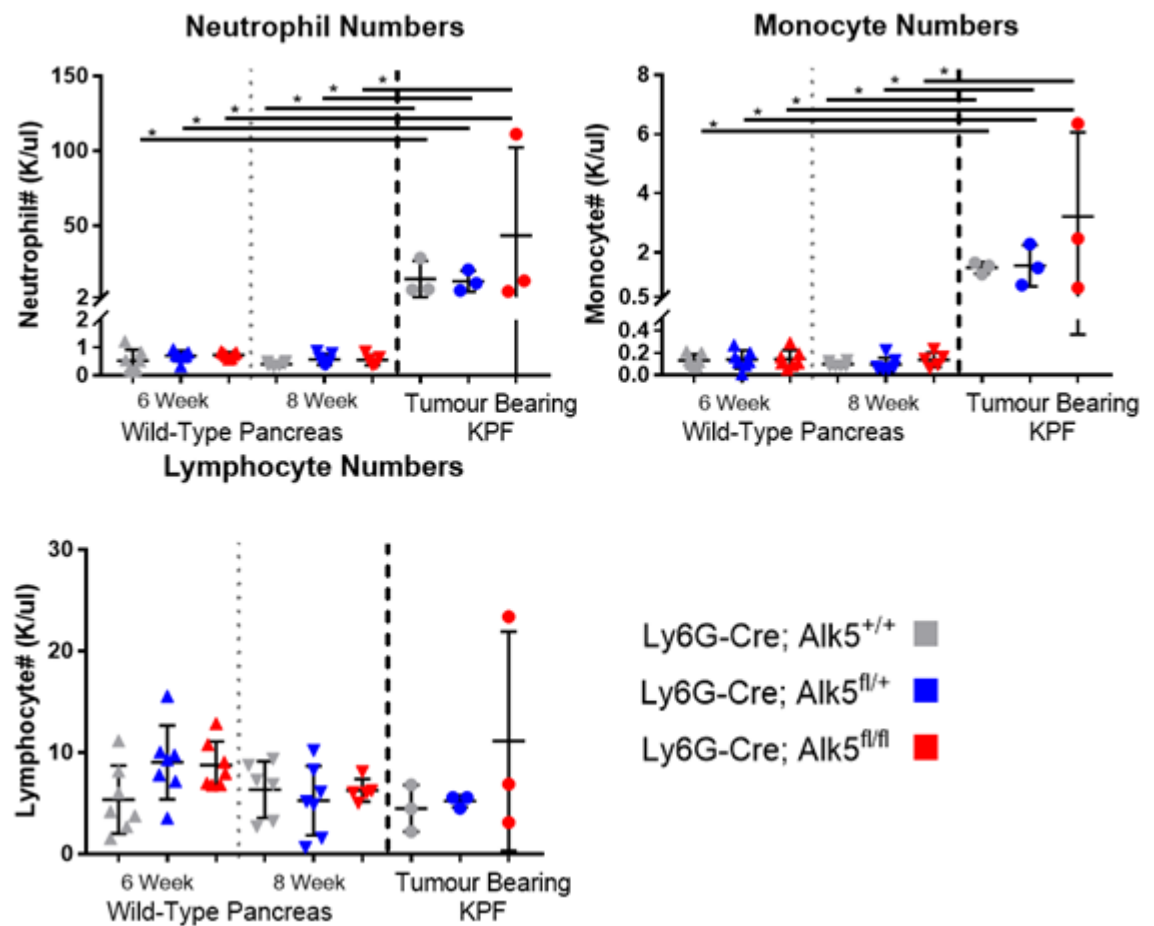 Neutrophil Numbers
Neutrophil# (K/ul)
150
100
50
2
2
1
0
* * * * * *
6 Week 8 Week Tumour Bearing
Wild-Type Pancreas KPF
Monocyte Numbers
Monocyte# (K/ul)
8
6
4
2
0.5
0.4
0.2
0.0
* * * * * *
6 Week 8 Week Tumour Bearing
Wild-Type Pancreas KPF
Lymphocyte Numbers
Lymphocyte# (K/ul)
30
20
10
0
6 Week 8 Week Tumour Bearing
Wild-Type Pancreas KPF
Ly6G-Cre; Alk5+/+
Ly6G-Cre; Alk5fl/+
Ly6G-Cre; Alk5fl/fl